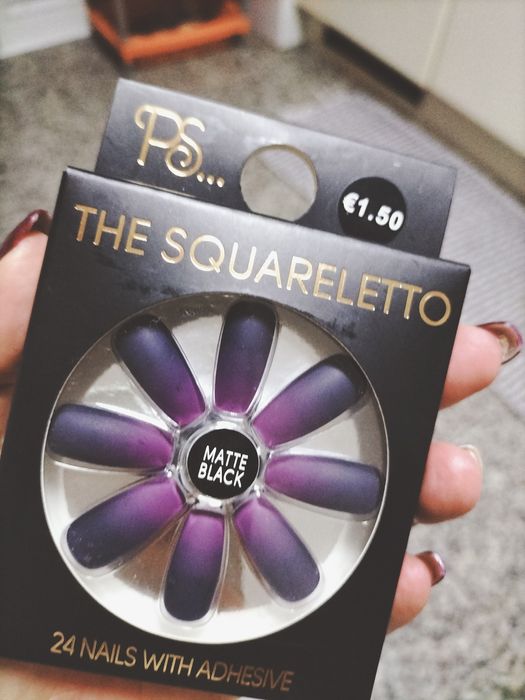 PS...
€1.50
THE SQUARELETTO
MATTE
BLACK
24 NAILS WITH ADHESIVE